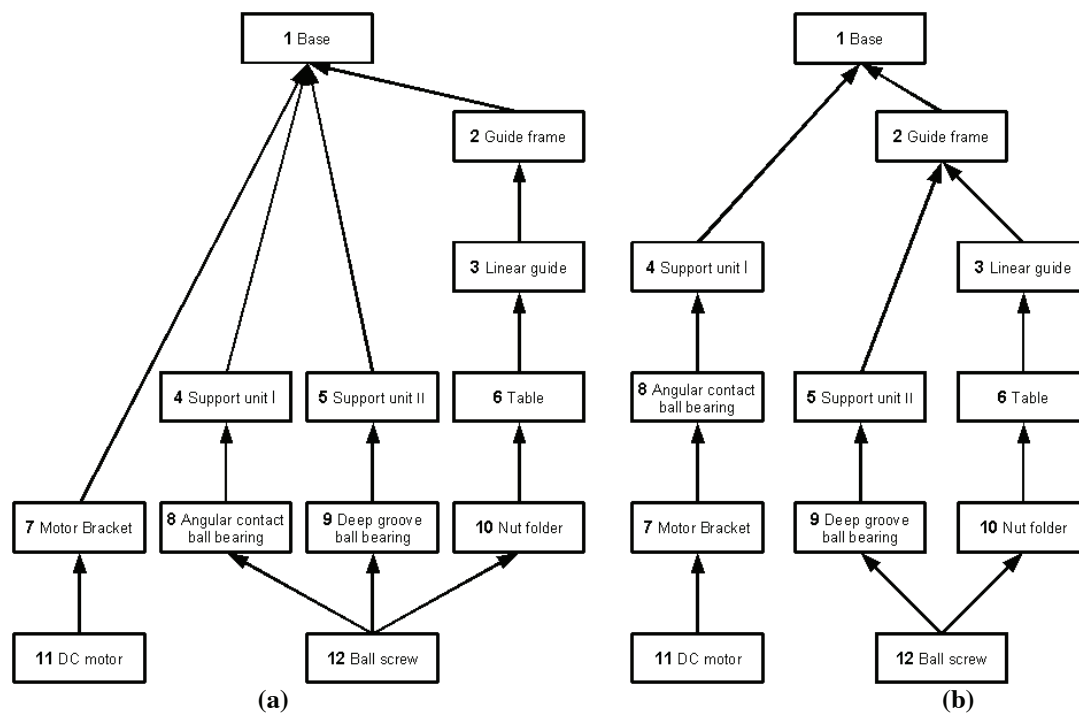 1 Base
2 Guide frame
3 Linear guide
4 Support unit I
5 Support unit II
6 Table
7 Motor Bracket
8 Angular contact
ball bearing
9 Deep groove
ball bearing
10 Nut folder
11 DC motor
12 Ball screw
(a)
1 Base
2 Guide frame
4 Support unit I
3 Linear guide
8 Angular contact
ball bearing
5 Support unit II
6 Table
7 Motor Bracket
9 Deep groove
ball bearing
10 Nut folder
11 DC motor
12 Ball screw
(b)